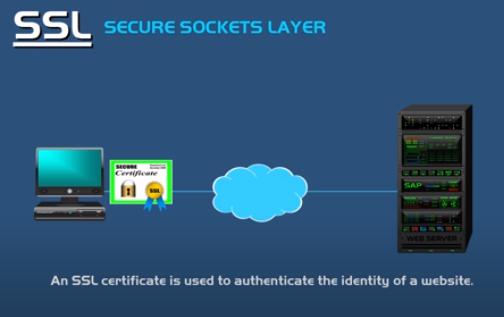 SSL SECURE SOCKETS LAYER
SECURE
Certificate
SSL
SAP
WEB SERVER
An SSL certificate is used to authenticate the identity of a website.